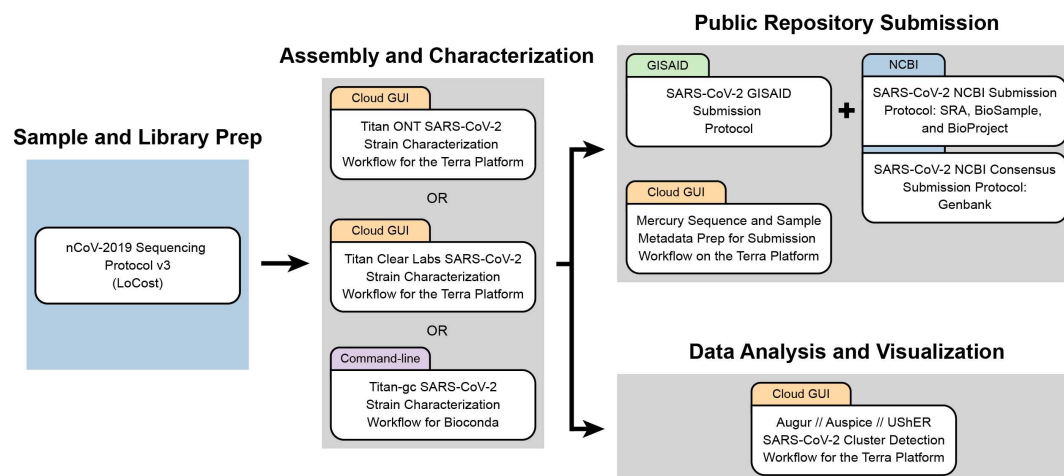 Sample and Library Prep
nCoV-2019 Sequencing
Protocol v3
(LoCost)
Assembly and Characterization
Cloud GUI
Titan ONT SARS-CoV-2
Strain Characterization
Workflow for the Terra Platform
OR
Cloud GUI
Titan Clear Labs SARS-CoV-2
Strain Characterization
Workflow for the Terra Platform
OR
Command-line
Titan-gc SARS-CoV-2
Strain Characterization
Workflow for Bioconda
Public Repository Submission
GISAID
SARS-CoV-2 GISAID
Submission
Protocol
+
NCBI
SARS-CoV-2 NCBI Submission
Protocol: SRA, BioSample,
and BioProject
SARS-CoV-2 NCBI Consensus
Submission Protocol:
Genbank
Cloud GUI
Mercury Sequence and Sample
Metadata Prep for Submission
Workflow on the Terra Platform
Data Analysis and Visualization
Cloud GUI
Augur // Auspice // UShER
SARS-CoV-2 Cluster Detection
Workflow for the Terra Platform